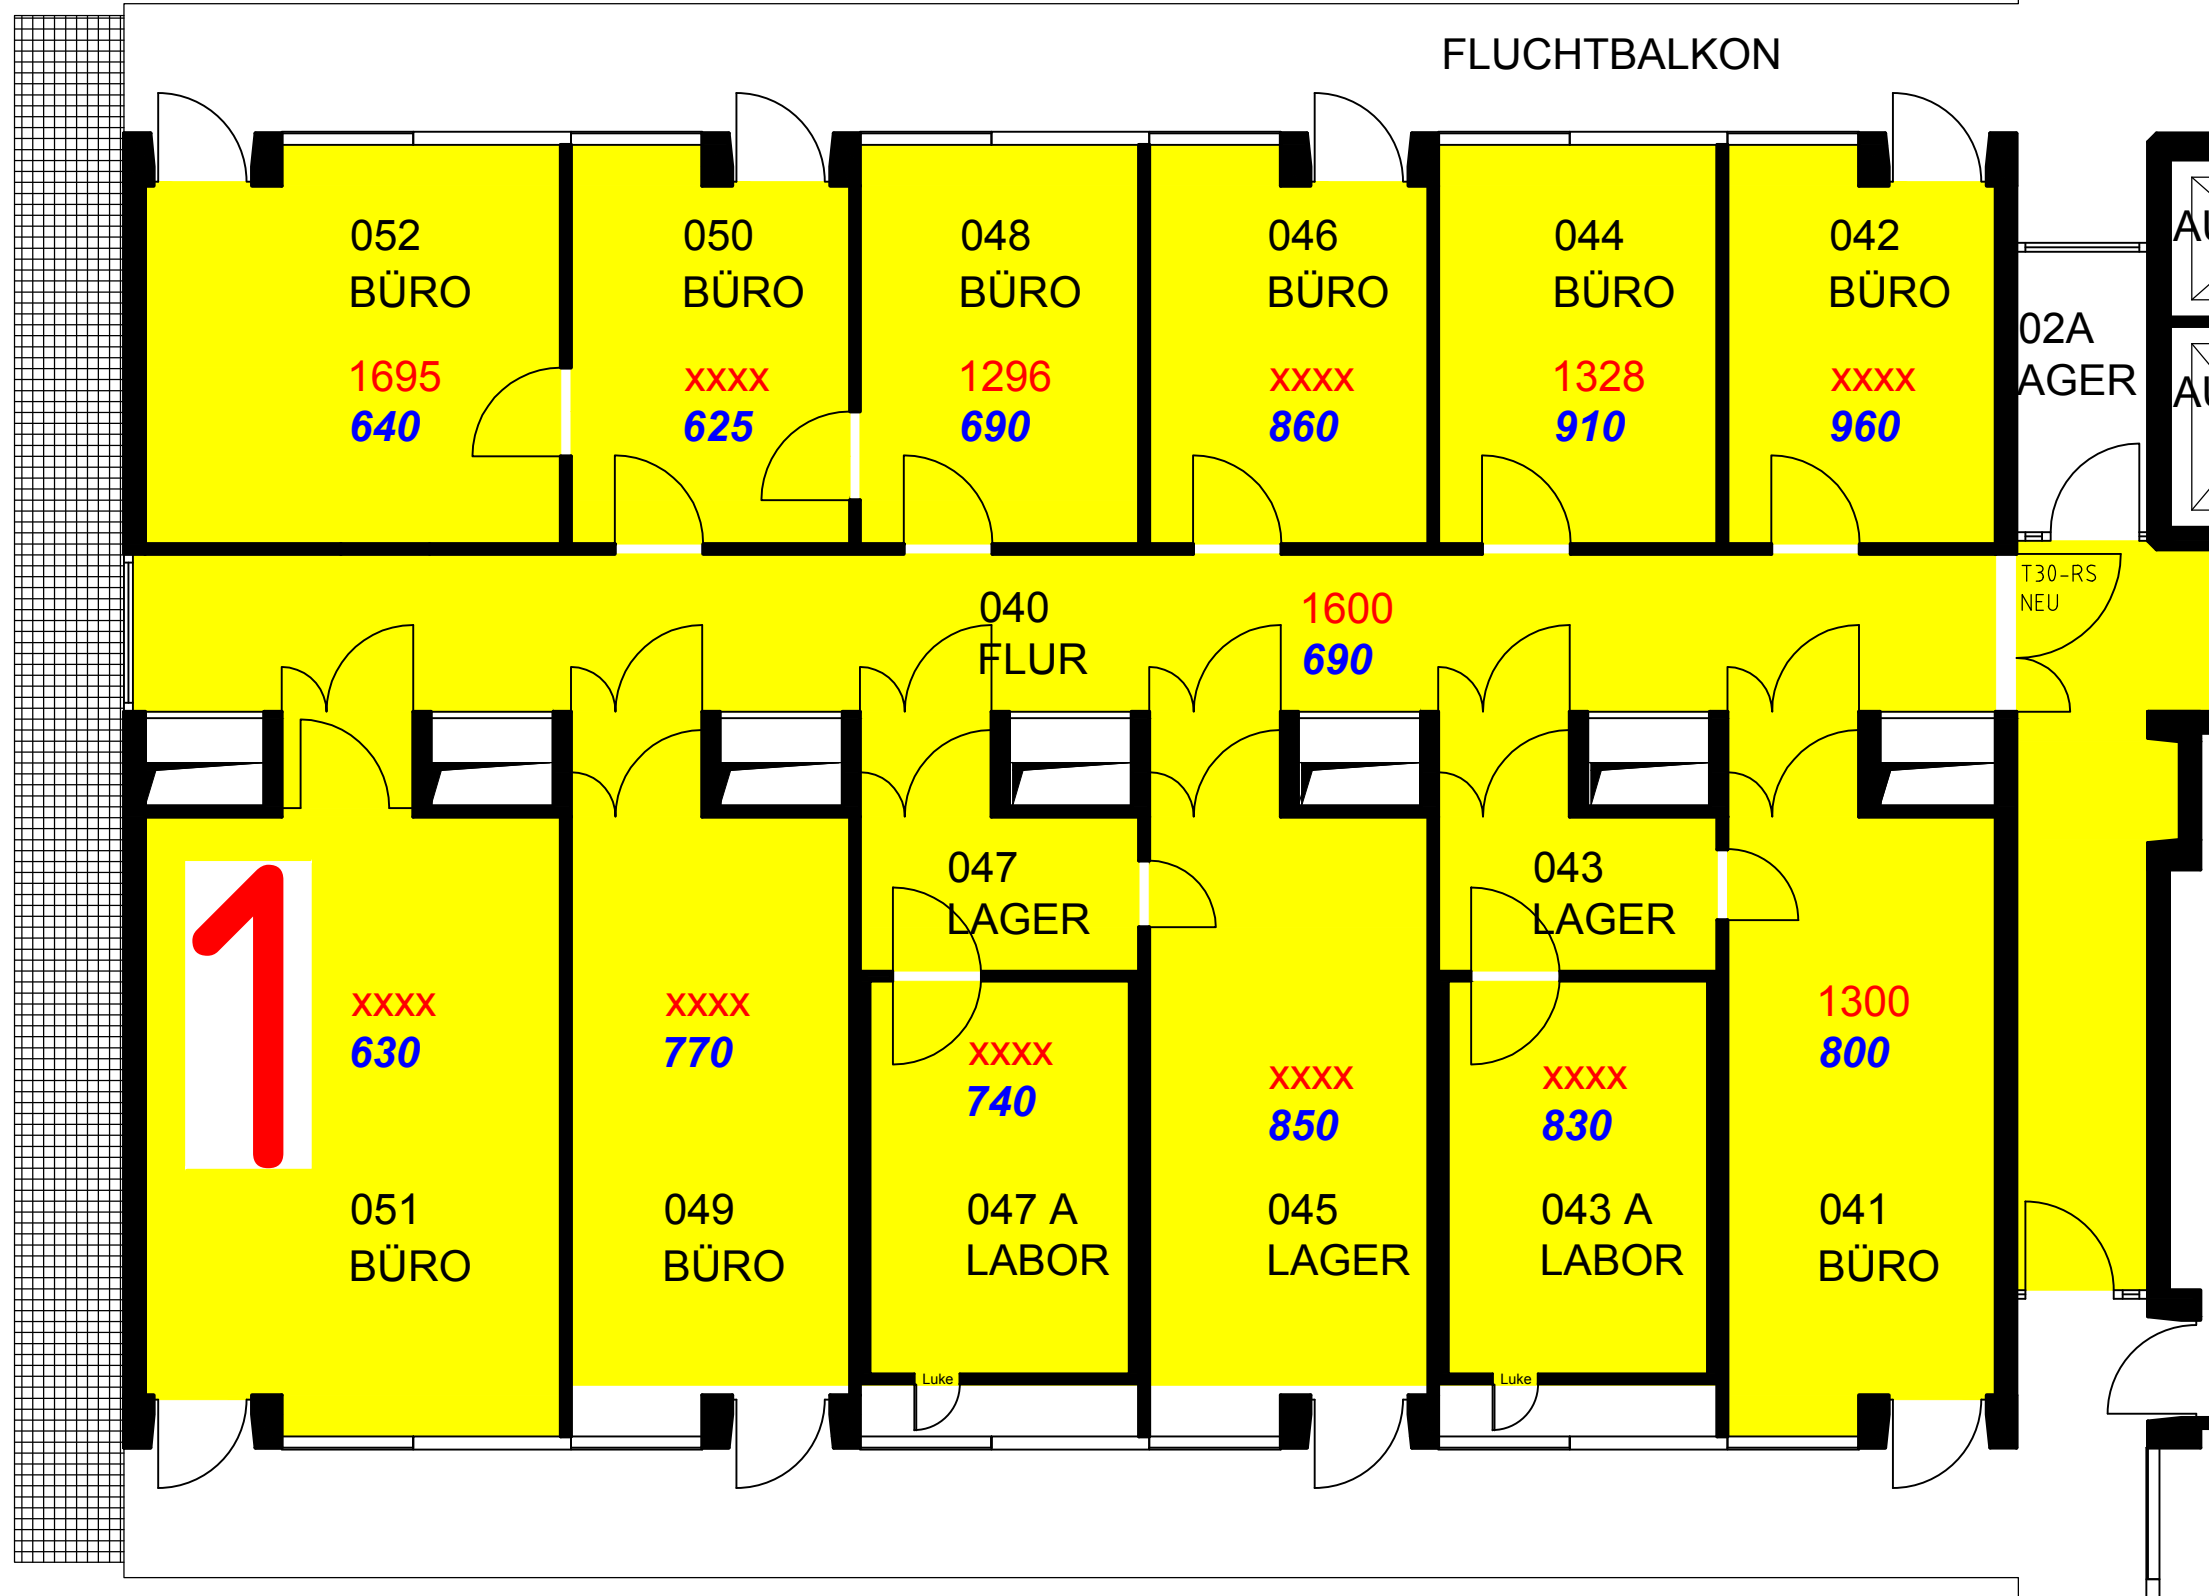 FLUCHTBALKON
052
BÜRO
1695
640
050
BÜRO
xxxx
625
048
BÜRO
1296
690
046
BÜRO
xxxx
860
044
BÜRO
1328
910
042
BÜRO
xxxx
960
02A
AGER
AU
AU
040
FLUR
1600
690
T30-RS
NEU
1
xxxx
630
051
BÜRO
xxxx
770
049
BÜRO
047
LAGER
xxxx
740
047 A
LABOR
Luke
xxxx
850
045
LAGER
043
LAGER
xxxx
830
043 A
LABOR
Luke
1300
800
041
BÜRO